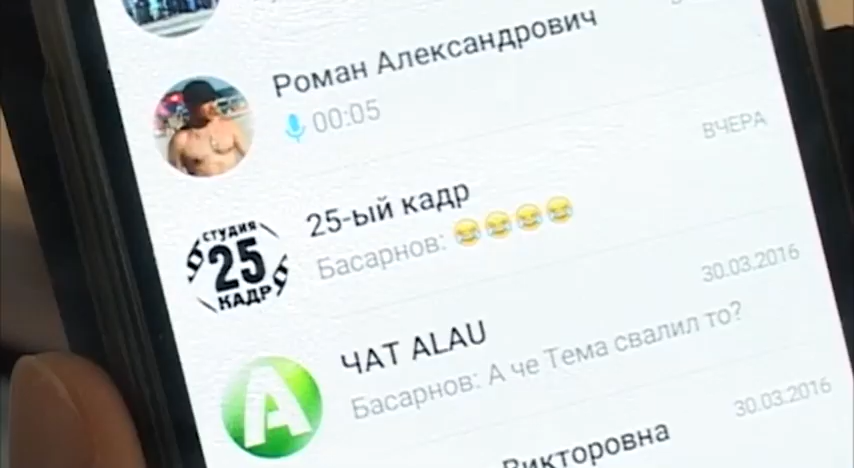 Роман Александрович
00:05
ВЧЕРА
25-ый кадр
Басарнов: 😂😂😂😂
СТУДИЯ
25
КАДР
30.03.2016
ЧАТ ALAU
Басарнов: А че Тема свалил то?
A
30.03.2016
Викторовна